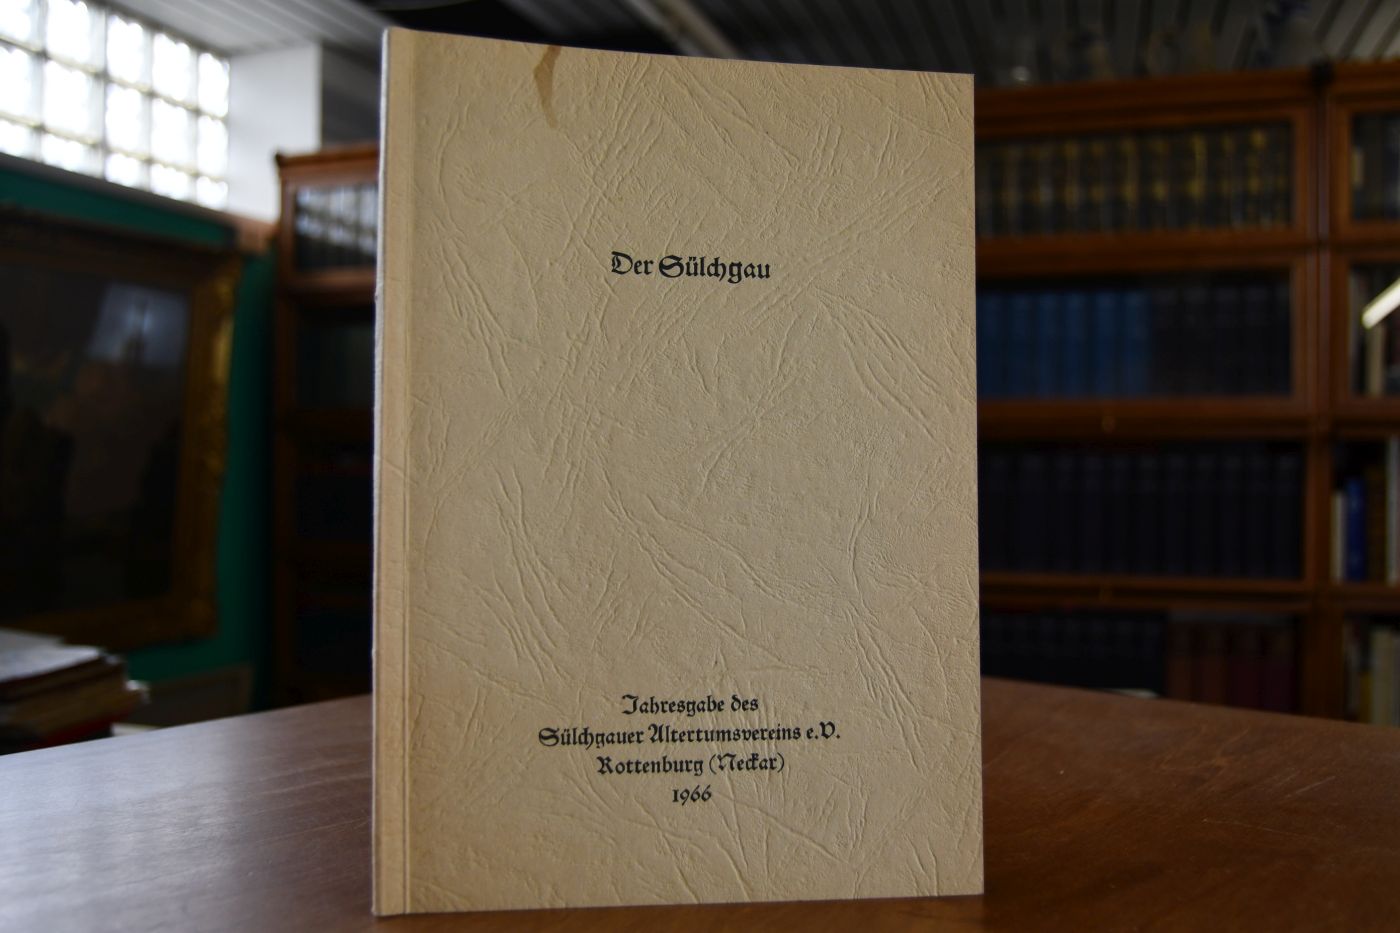 Der Sülchgau
Jahresgabe des
Sülchgauer Altertumsvereins e.V.
Rottenburg (Neckar)
1966